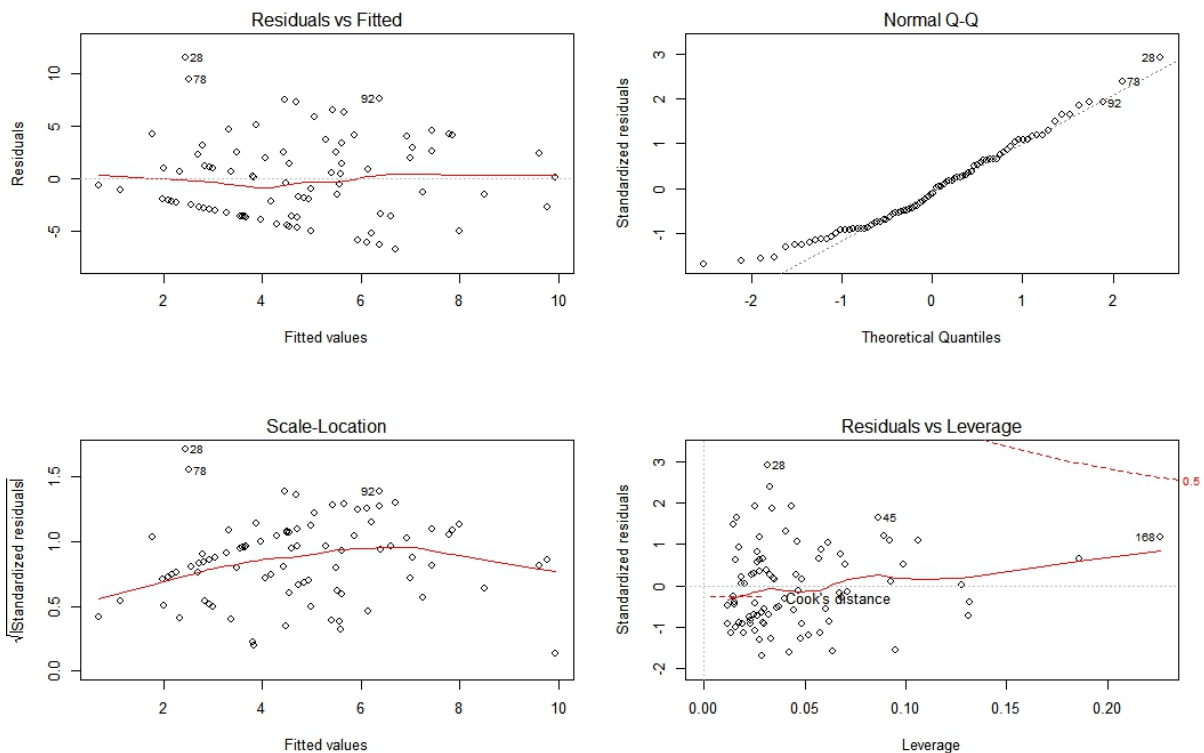 Residuals vs Fitted
Residuals
10
5
0
-5
28
78
92
2 4 6 8 10
Fitted values
Normal Q-Q
Standardized residuals
3
2
1
0
-1
28
78
92
-2 -1 0 1 2
Theoretical Quantiles
Scale-Location
√|Standardized residuals|
1.5
1.0
0.5
0.0
28
78
92
2 4 6 8 10
Fitted values
Residuals vs Leverage
Standardized residuals
3
2
1
0
-1
-2
28
45
168
0.5
Cook's distance
0.00 0.05 0.10 0.15 0.20
Leverage